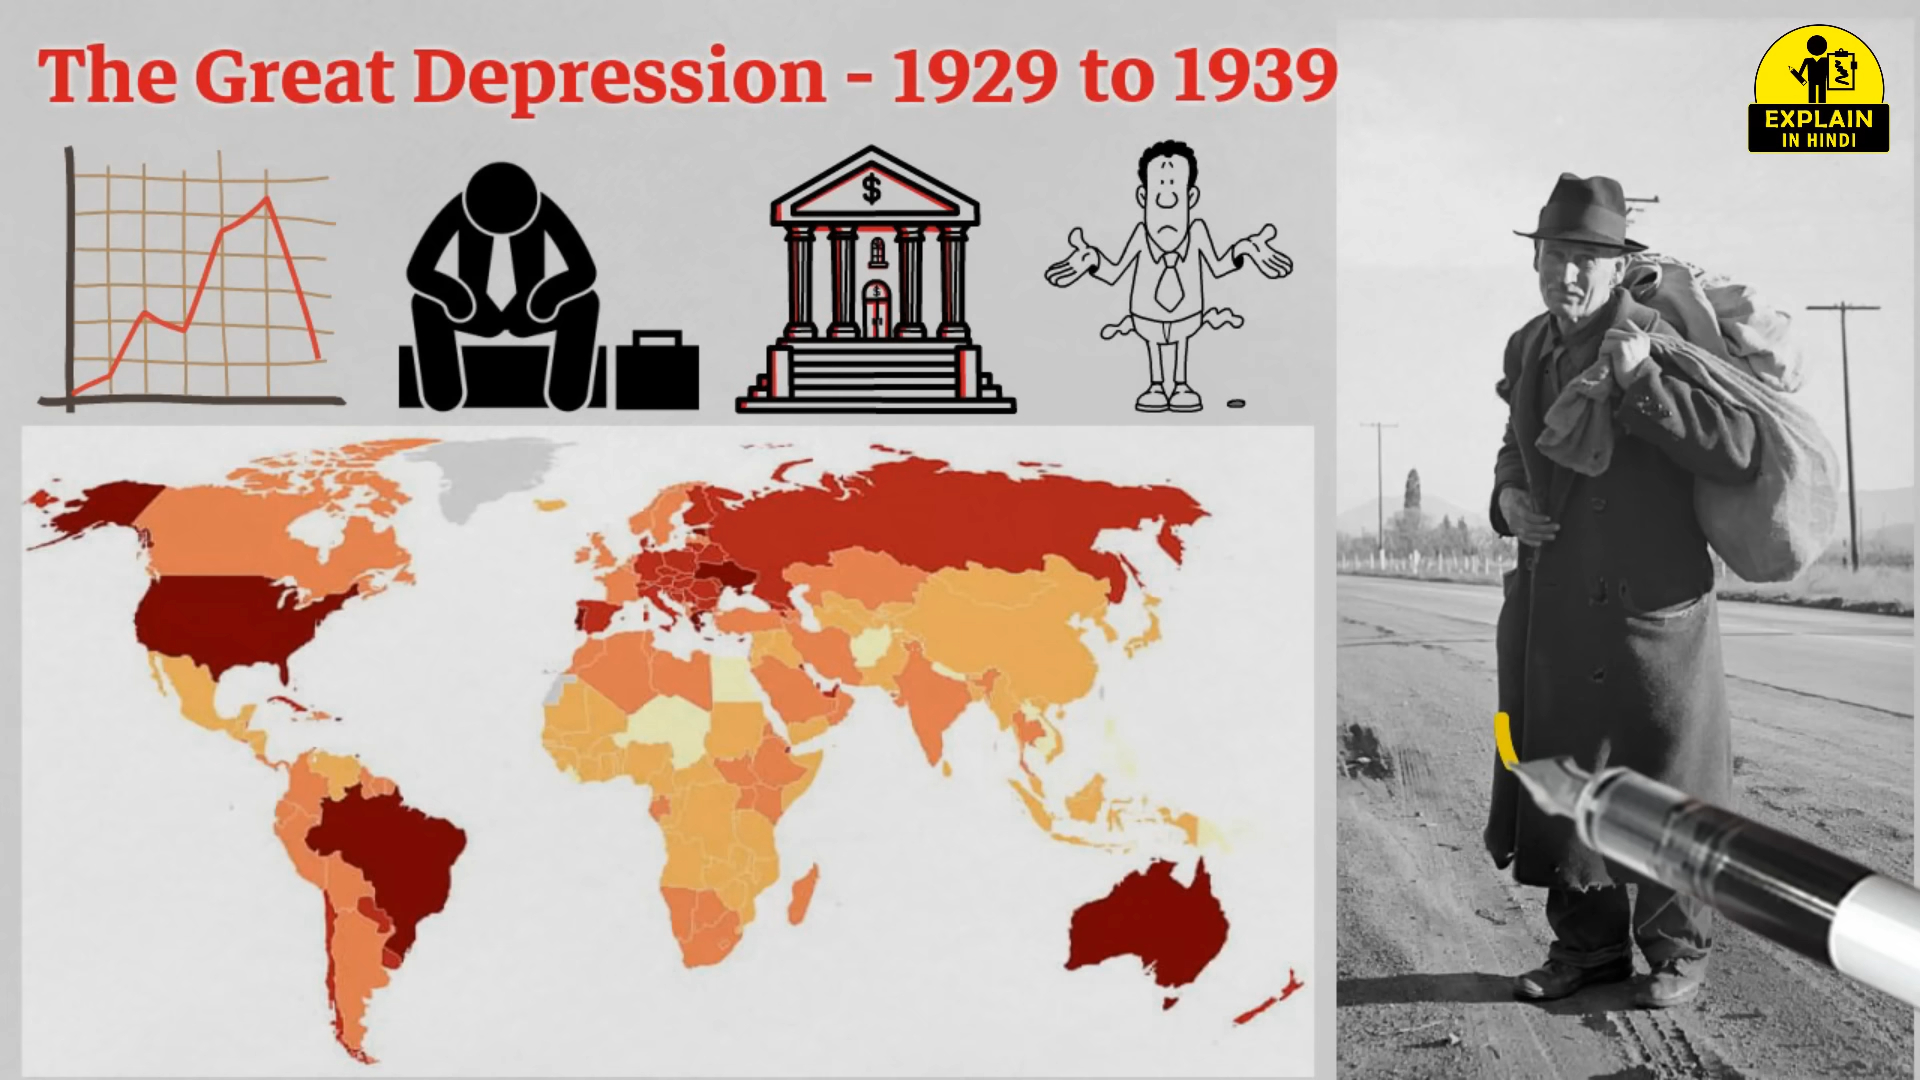 The Great Depression - 1929 to 1939
EXPLAIN
IN HINDI
$
$